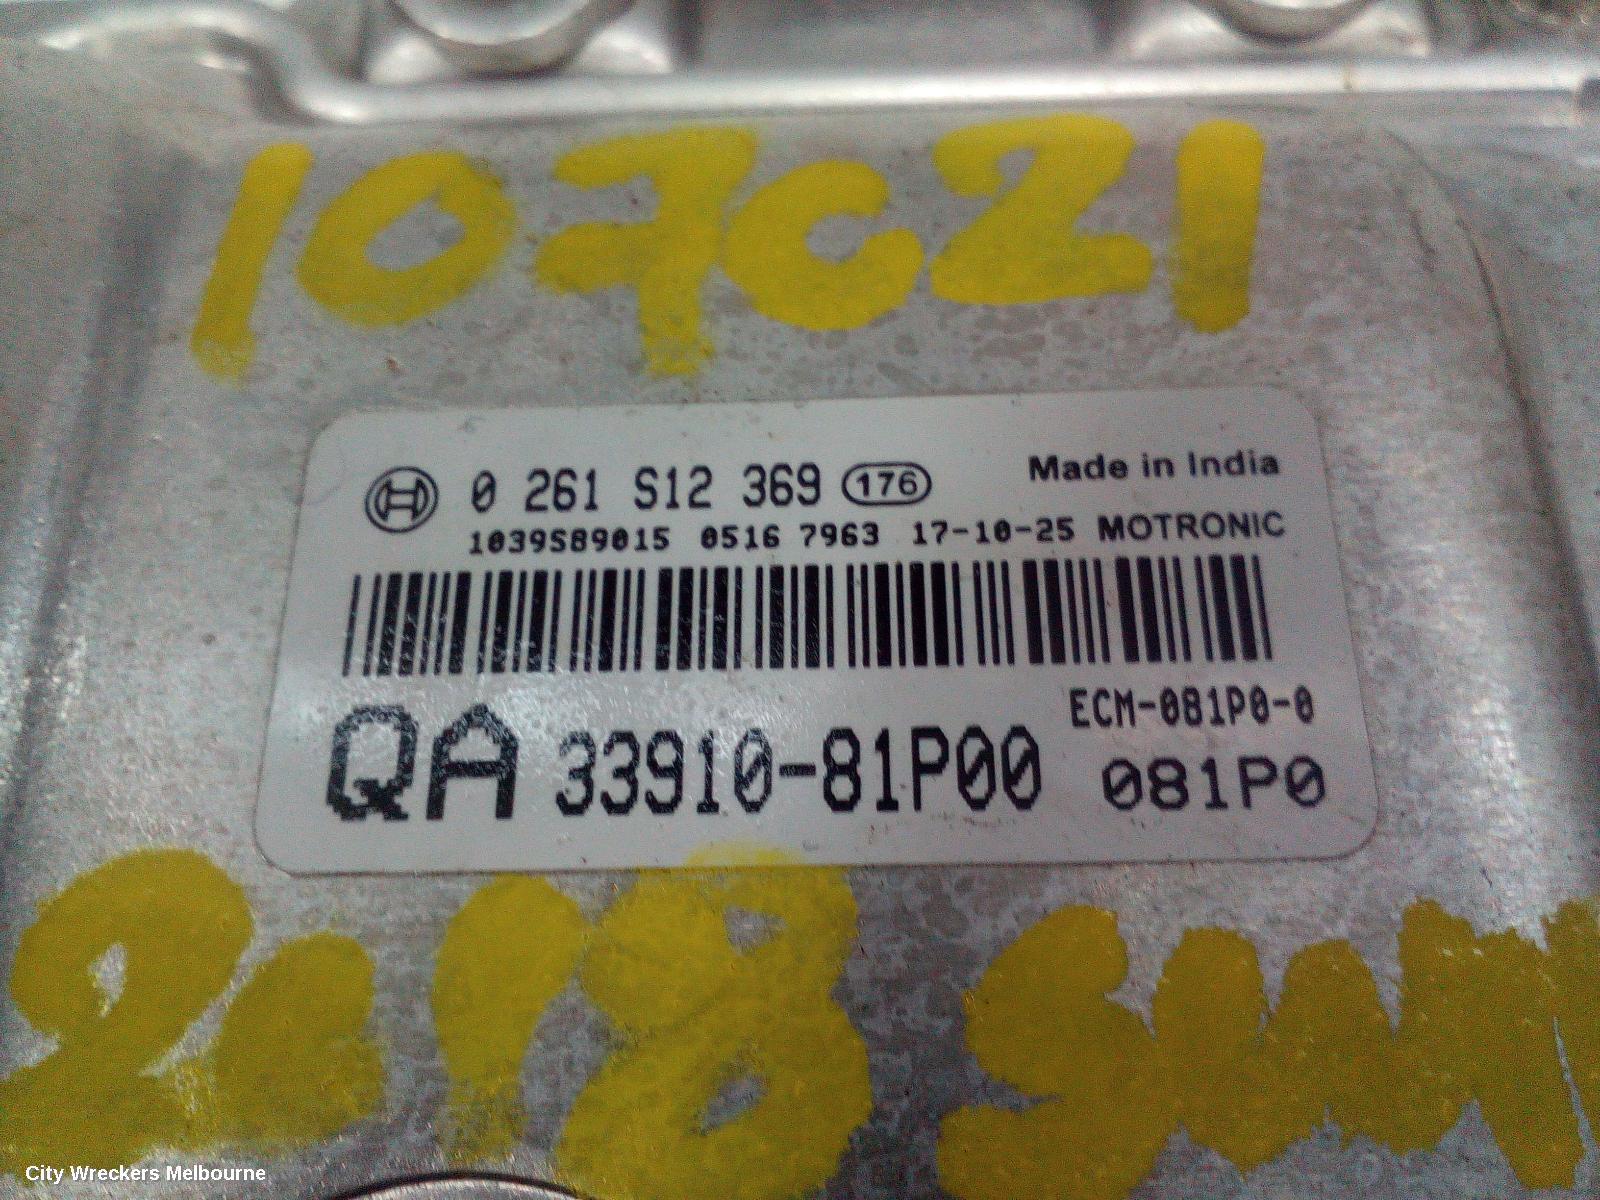 107C21
0 261 S12 369 176 Made in India
1039S89015 0516 7963 17-10-25 MOTRONIC
ECM-081P0-0
QA 33910-81P00 081P0
2018
City Wreckers Melbourne